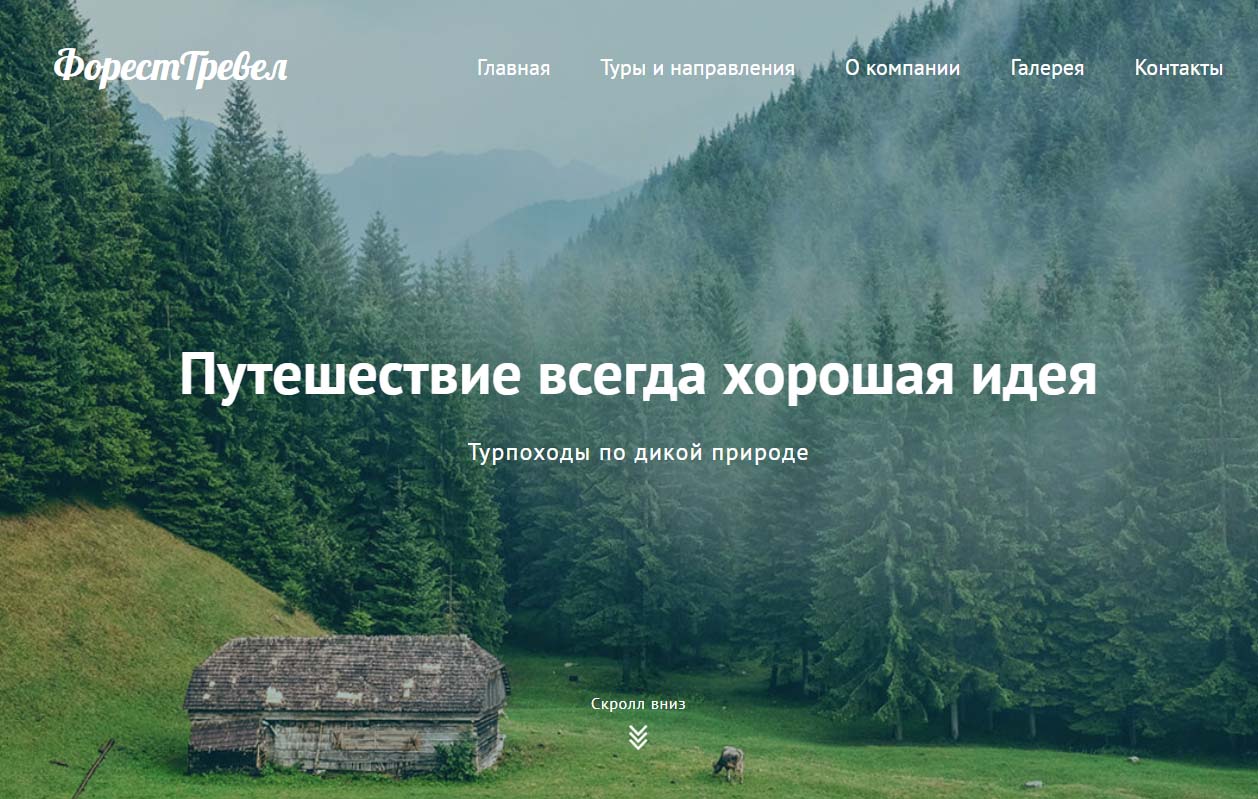 ФорестТревел
Главная Туры и направления О компании Галерея Контакты
Путешествие всегда хорошая идея
Турпоходы по дикой природе
Скролл вниз